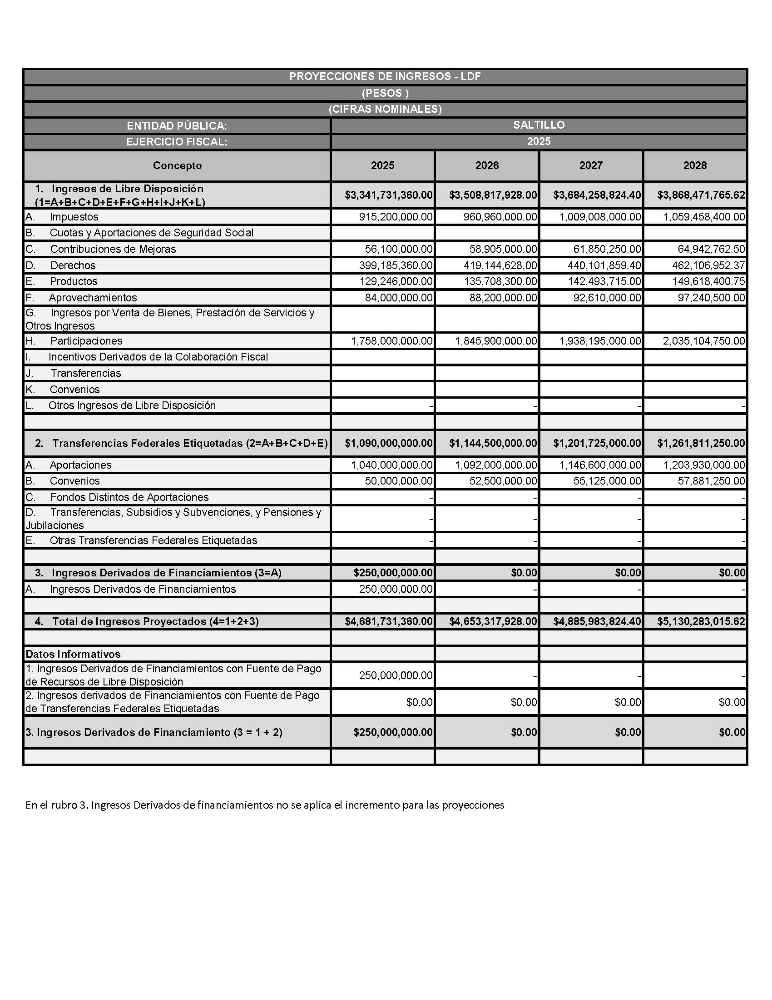 PROYECCIONES DE INGRESOS - LDF
(PESOS )
(CIFRAS NOMINALES)
ENTIDAD PÚBLICA: SALTILLO
EJERCICIO FISCAL: 2025
Concepto 2025 2026 2027 2028
1. Ingresos de Libre Disposición
(1=A+B+C+D+E+F+G+H+I+J+K+L) $3,341,731,360.00 $3,508,817,928.00 $3,684,258,824.40 $3,868,471,765.62
A. Impuestos 915,200,000.00 960,960,000.00 1,009,008,000.00 1,059,458,400.00
B. Cuotas y Aportaciones de Seguridad Social
C. Contribuciones de Mejoras 56,100,000.00 58,905,000.00 61,850,250.00 64,942,762.50
D. Derechos 399,185,360.00 419,144,628.00 440,101,859.40 462,106,952.37
E. Productos 129,246,000.00 135,708,300.00 142,493,715.00 149,618,400.75
F. Aprovechamientos 84,000,000.00 88,200,000.00 92,610,000.00 97,240,500.00
G. Ingresos por Venta de Bienes, Prestación de Servicios y
Otros Ingresos
H. Participaciones 1,758,000,000.00 1,845,900,000.00 1,938,195,000.00 2,035,104,750.00
I. Incentivos Derivados de la Colaboración Fiscal
J. Transferencias
K. Convenios
L. Otros Ingresos de Libre Disposición - - - -
2. Transferencias Federales Etiquetadas (2=A+B+C+D+E) $1,090,000,000.00 $1,144,500,000.00 $1,201,725,000.00 $1,261,811,250.00
A. Aportaciones 1,040,000,000.00 1,092,000,000.00 1,146,600,000.00 1,203,930,000.00
B. Convenios 50,000,000.00 52,500,000.00 55,125,000.00 57,881,250.00
C. Fondos Distintos de Aportaciones - - - -
D. Transferencias, Subsidios y Subvenciones, y Pensiones y
Jubilaciones - - - -
E. Otras Transferencias Federales Etiquetadas - - - -
3. Ingresos Derivados de Financiamientos (3=A) $250,000,000.00 $0.00 $0.00 $0.00
A. Ingresos Derivados de Financiamientos 250,000,000.00 - - -
4. Total de Ingresos Proyectados (4=1+2+3) $4,681,731,360.00 $4,653,317,928.00 $4,885,983,824.40 $5,130,283,015.62
Datos Informativos
1. Ingresos Derivados de Financiamientos con Fuente de Pago
de Recursos de Libre Disposición 250,000,000.00 - - -
2. Ingresos derivados de Financiamientos con Fuente de Pago
de Transferencias Federales Etiquetadas $0.00 $0.00 $0.00 $0.00
3. Ingresos Derivados de Financiamiento (3 = 1 + 2) $250,000,000.00 $0.00 $0.00 $0.00
En el rubro 3. Ingresos Derivados de financiamientos no se aplica el incremento para las proyecciones